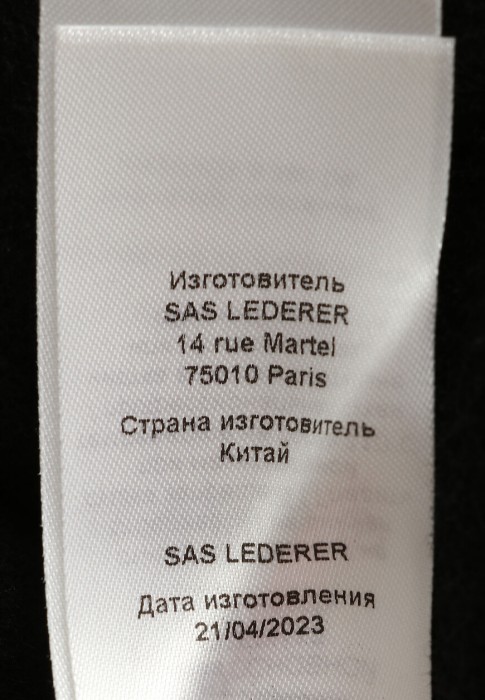 Изготовитель
SAS LEDERER
14 rue Martel
75010 Paris
Страна изготовитель
Китай
SAS LEDERER
Дата изготовления
21/04/2023